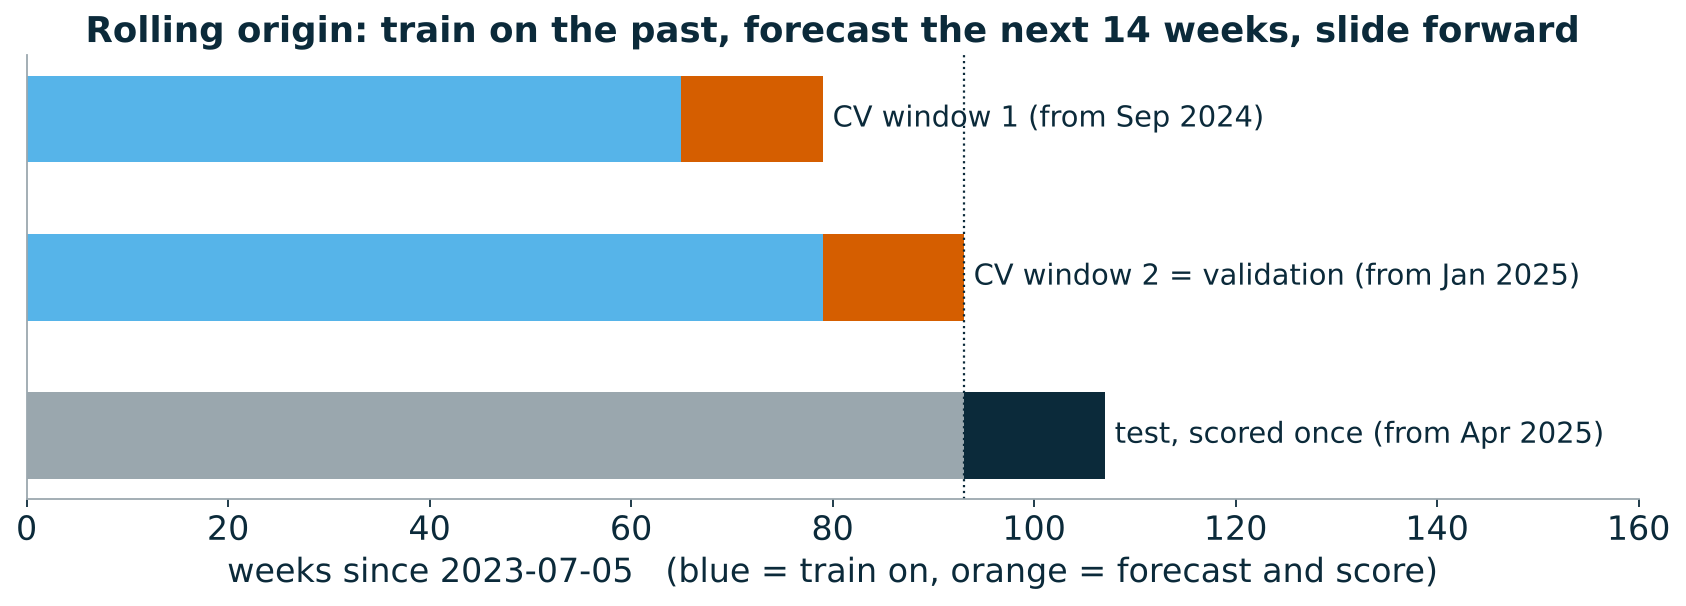 Rolling origin: train on the past, forecast the next 14 weeks, slide forward
CV window 1 (from Sep 2024)
CV window 2 = validation (from Jan 2025)
test, scored once (from Apr 2025)
0 20 40 60 80 100 120 140 160
weeks since 2023-07-05 (blue = train on, orange = forecast and score)